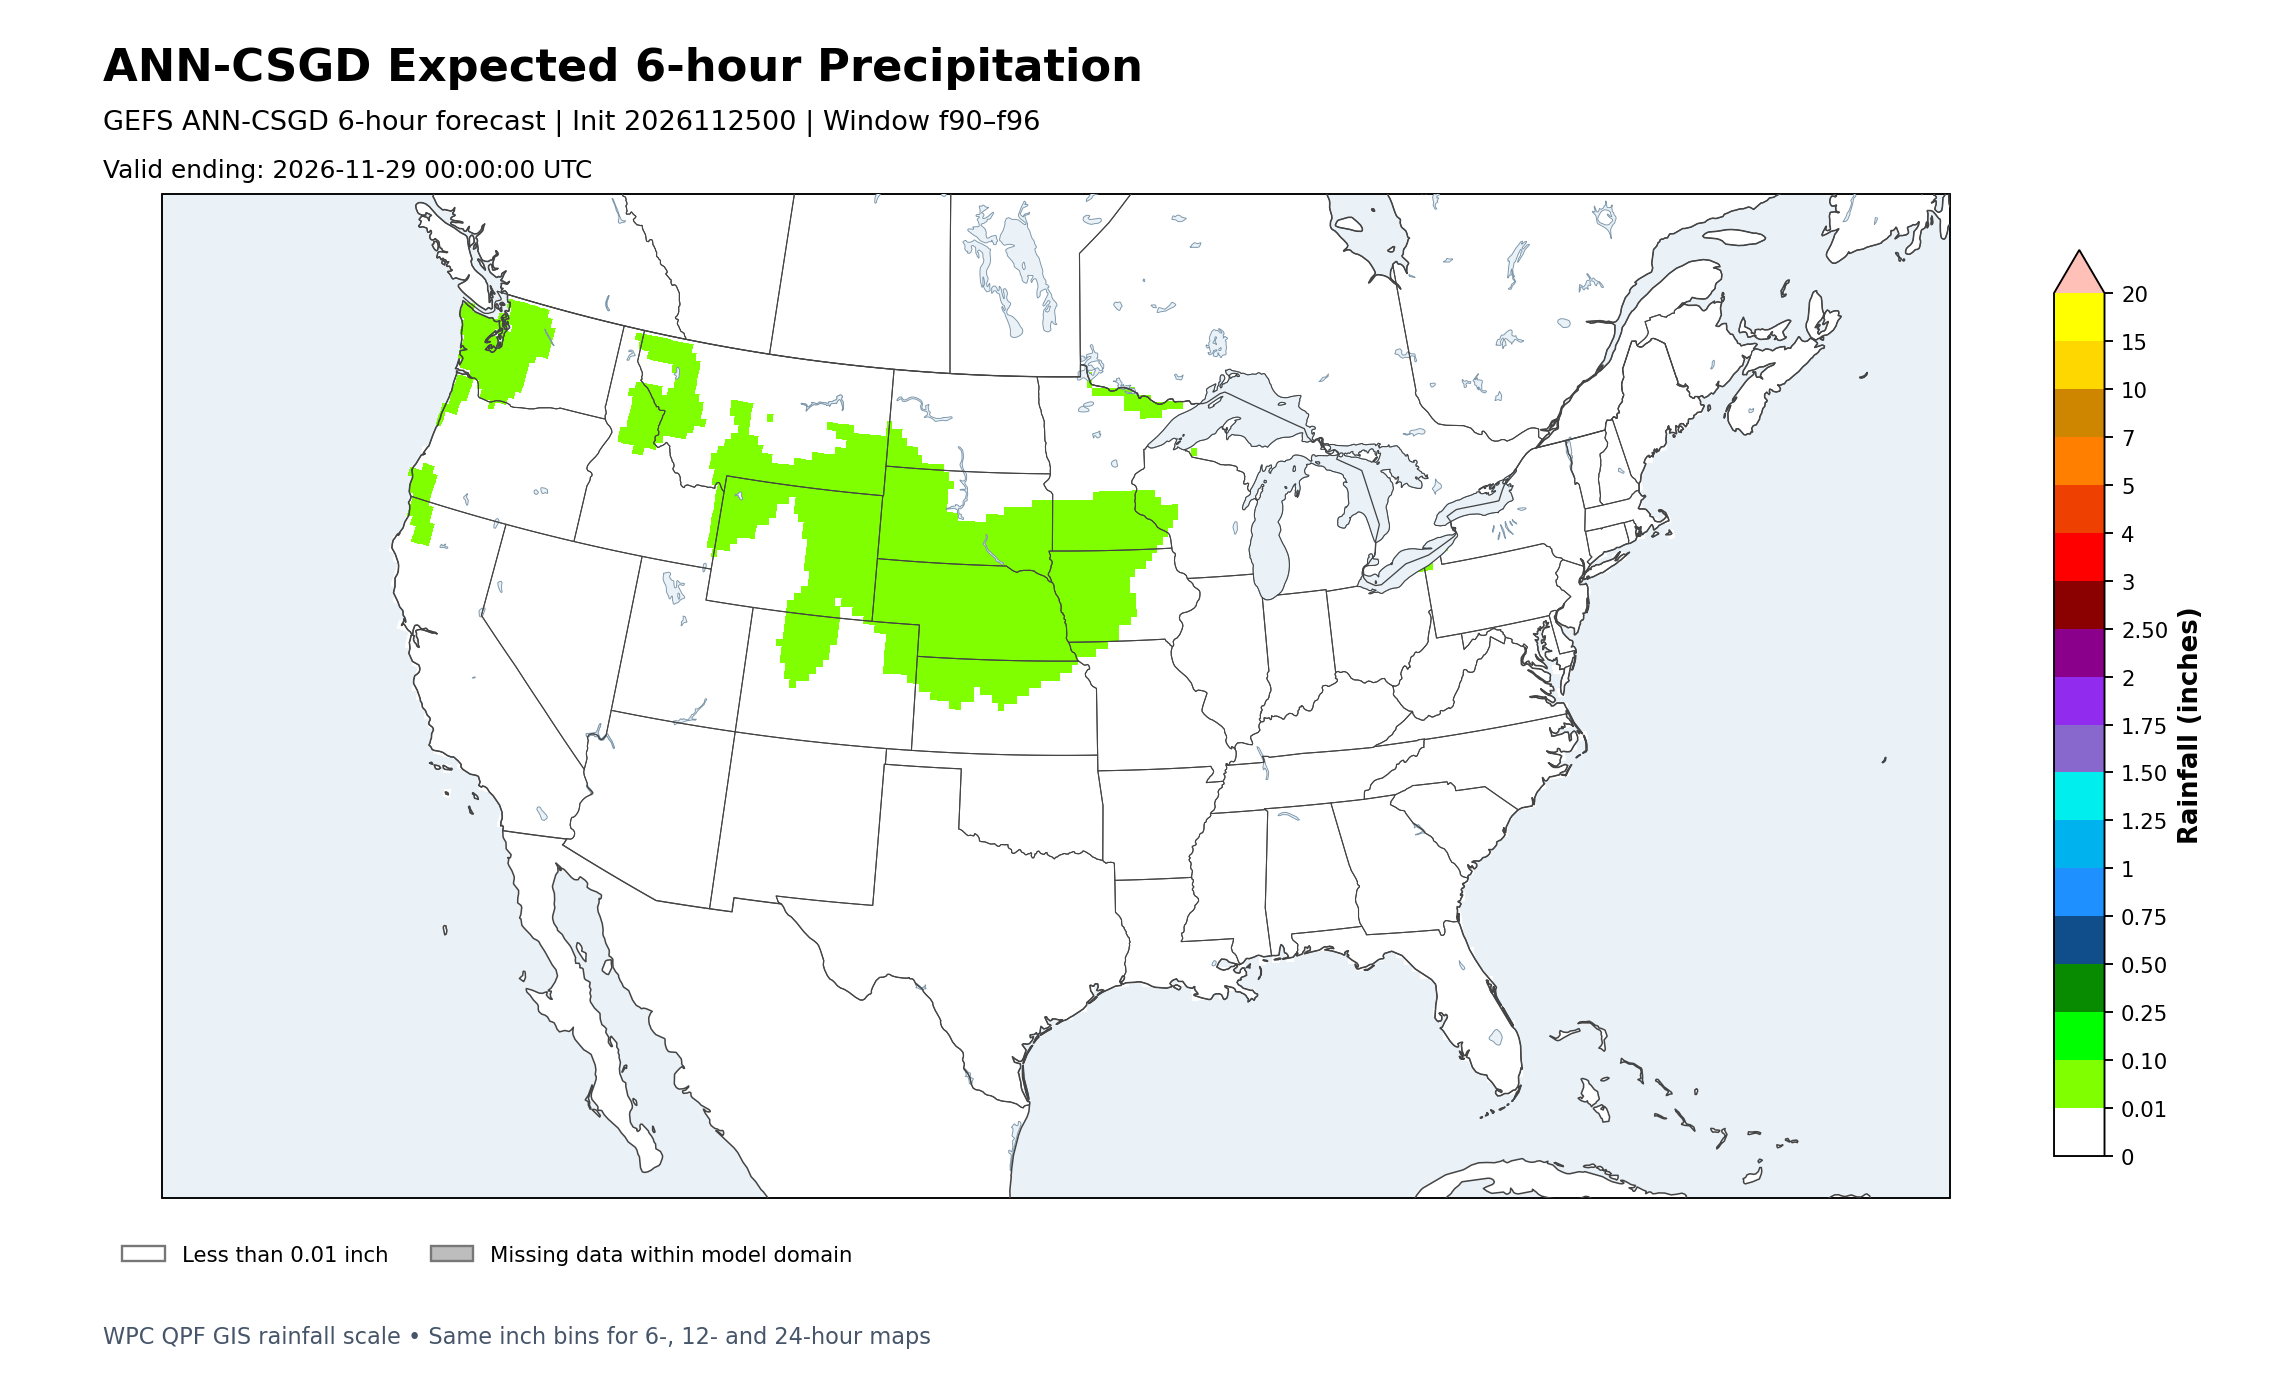 ANN-CSGD Expected 6-hour Precipitation
GEFS ANN-CSGD 6-hour forecast | Init 2026112500 | Window f90–f96
Valid ending: 2026-11-29 00:00:00 UTC
20
15
10
7
5
4
3
2.50
2
1.75
1.50
1.25
1
0.75
0.50
0.25
0.10
0.01
0
Rainfall (inches)
Less than 0.01 inch
Missing data within model domain
WPC QPF GIS rainfall scale • Same inch bins for 6-, 12- and 24-hour maps